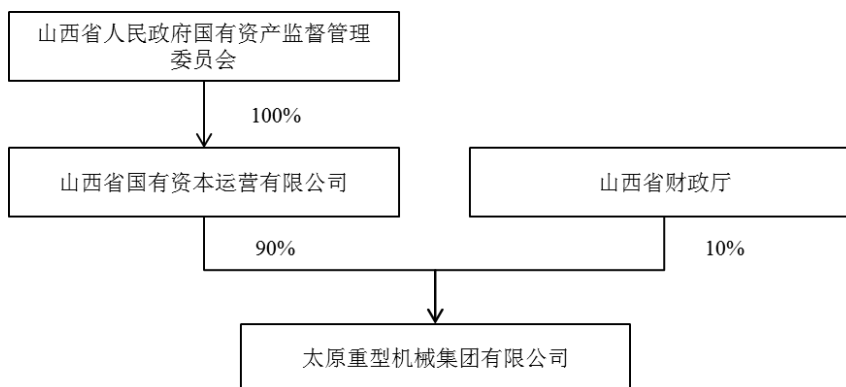 山西省人民政府国有资产监督管理
委员会
100%
山西省国有资本运营有限公司
山西省财政厅
90%
10%
太原重型机械集团有限公司